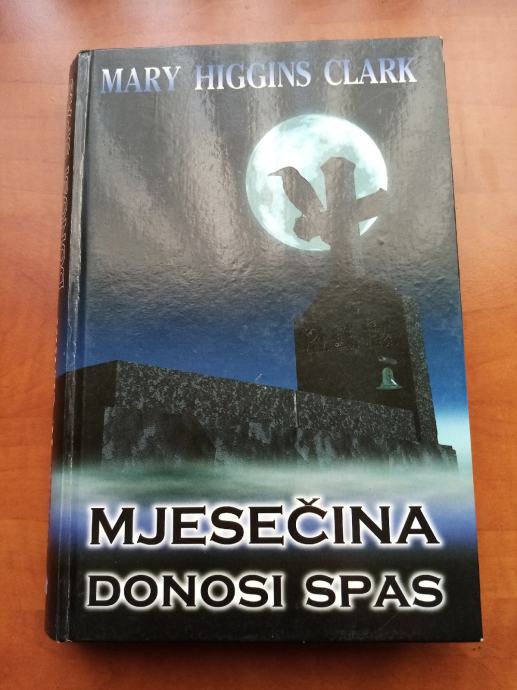 MARY HIGGINS CLARK
MJESEČINA
DONOSI SPAS